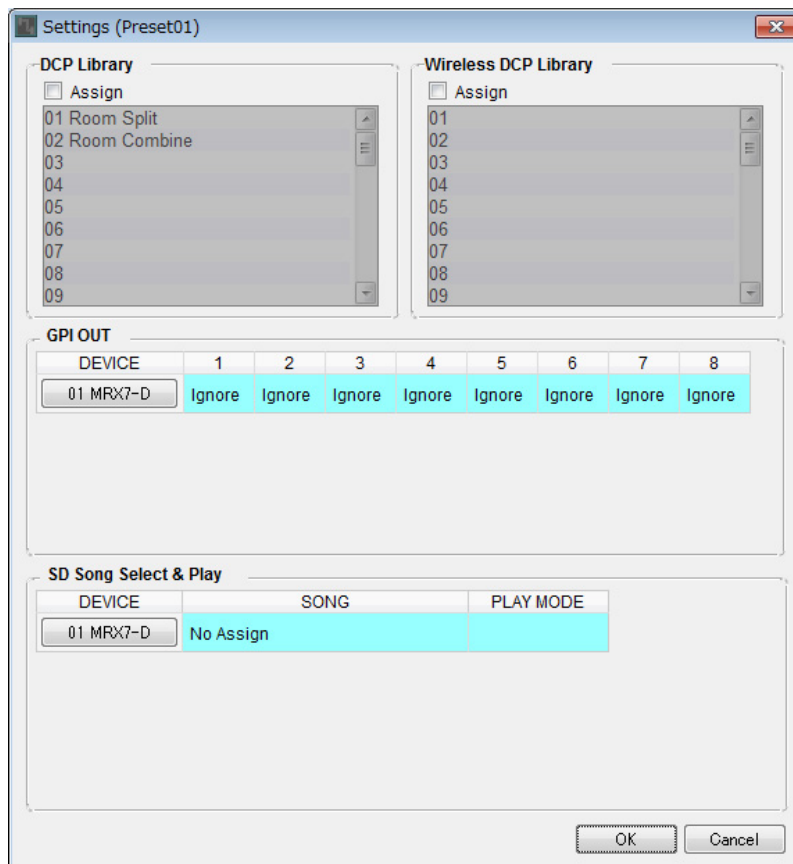 Settings (Preset01)
DCP Library
Assign
01 Room Split
02 Room Combine
03
04
05
06
07
08
09
Wireless DCP Library
Assign
01
02
03
04
05
06
07
08
09
GPI OUT
DEVICE 1 2 3 4 5 6 7 8
01 MRX7-D Ignore Ignore Ignore Ignore Ignore Ignore Ignore Ignore
SD Song Select & Play
DEVICE SONG PLAY MODE
01 MRX7-D No Assign
OK Cancel